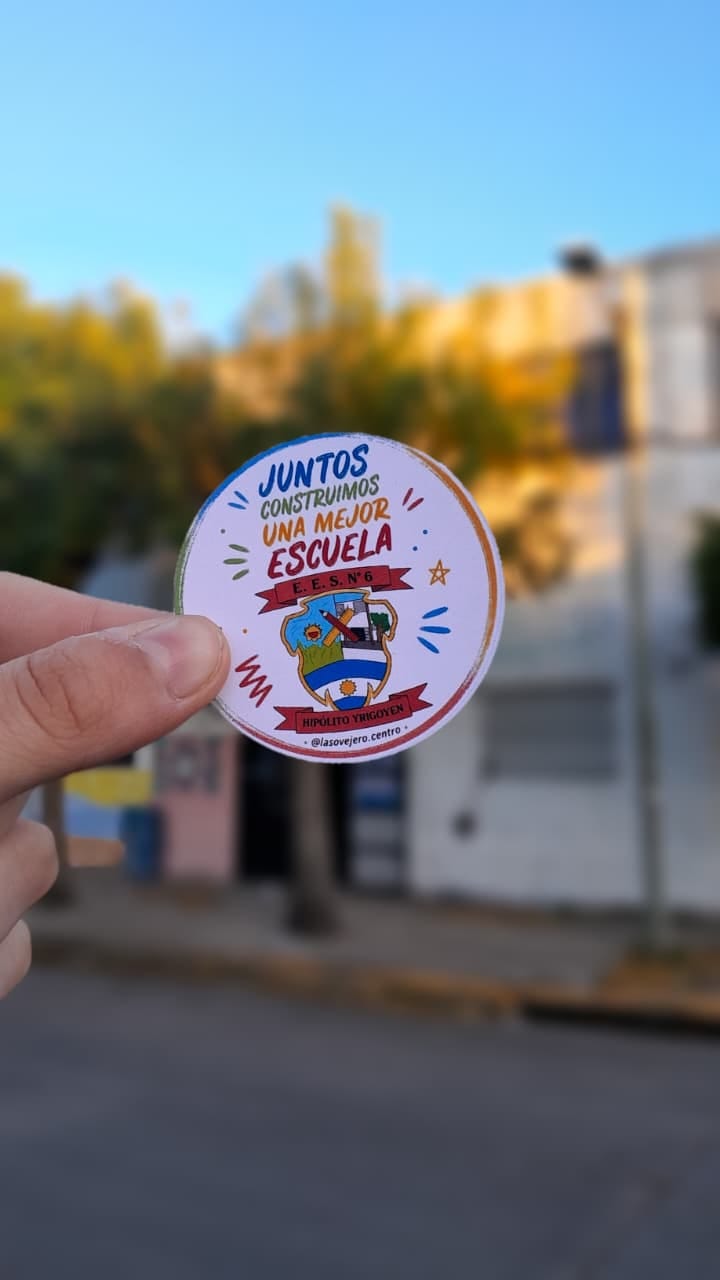 JUNTOS
CONSTRUIMOS
UNA MEJOR
ESCUELA
E. E. S. N° 6
HIPÓLITO YRIGOYEN
@lasovejero.centro